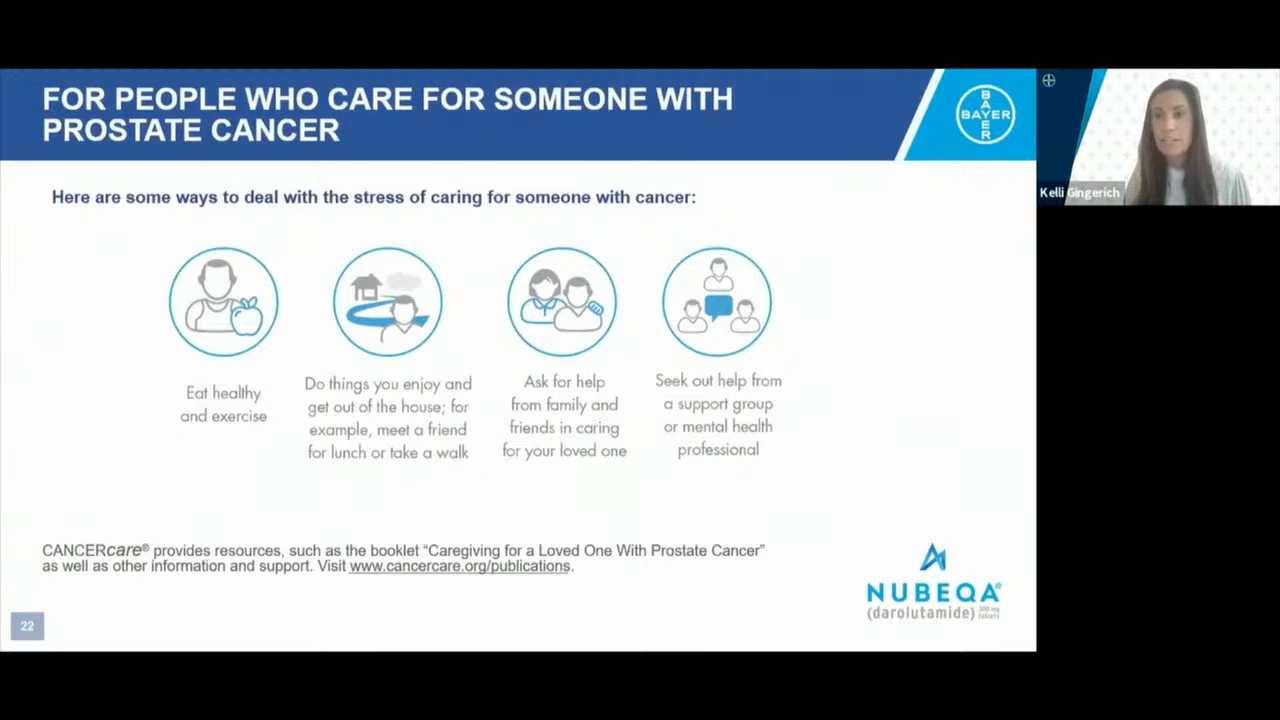 FOR PEOPLE WHO CARE FOR SOMEONE WITH
PROSTATE CANCER
BAYER
BAYER
Kelli Gingerich
Here are some ways to deal with the stress of caring for someone with cancer:
Eat healthy
and exercise
Do things you enjoy and
get out of the house; for
example, meet a friend
for lunch or take a walk
Ask for help
from family and
friends in caring
for your loved one
Seek out help from
a support group
or mental health
professional
CANCERcare® provides resources, such as the booklet “Caregiving for a Loved One With Prostate Cancer”
as well as other information and support. Visit www.cancercare.org/publications.
NUBEQA®
(darolutamide) 300 mg
tablets
22